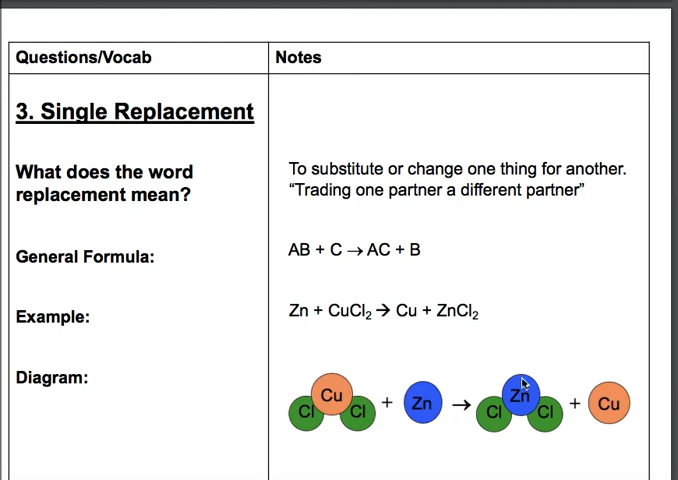 Questions/Vocab
Notes
3. Single Replacement
What does the word
replacement mean?
To substitute or change one thing for another.
“Trading one partner a different partner”
General Formula:
AB + C → AC + B
Example:
Zn + CuCl₂ → Cu + ZnCl₂
Diagram:
Cl Cu Cl + Zn → Cl Zn Cl + Cu